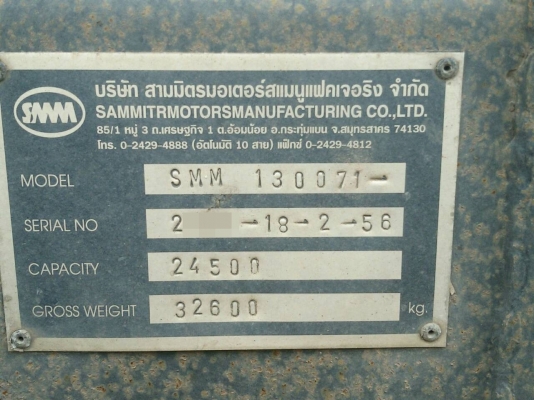 SMM
บริษัท สามมิตรมอเตอร์สแมนูแฟคเจอริง จำกัด
SAMMITRMOTORSMANUFACTURING CO.,LTD.
85/1 หมู่ 3 ถ.เศรษฐกิจ 1 ต.อ้อมน้อย อ.กระทุ่มแบน จ.สมุทรสาคร 74130
โทร. 0-2429-4888 (อัตโนมัติ 10 สาย) แฟ็กซ์ 0-2429-4812
MODEL SMM 130071-
SERIAL NO 2 -18-2-56
CAPACITY 24500
GROSS WEIGHT 32600 kg.